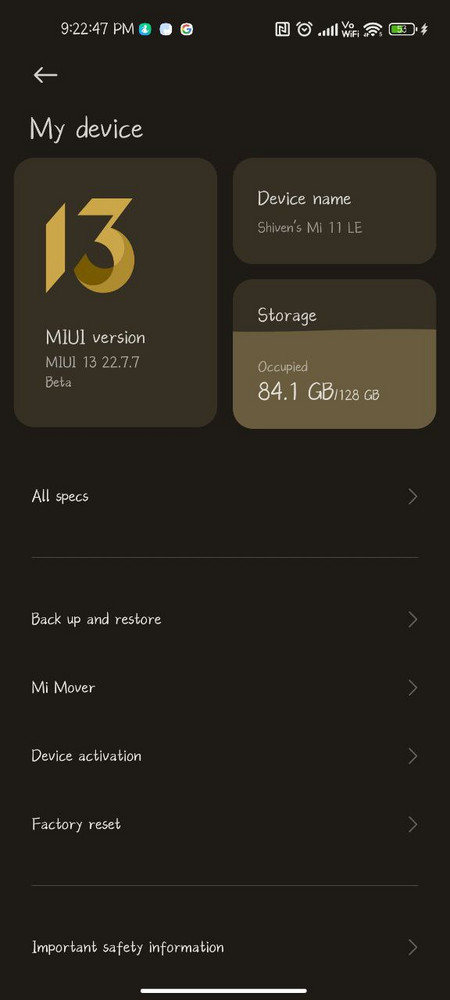 9:22:47 PM
Vo
WiFi
53
My device
13
MIUI version
MIUI 13 22.7.7
Beta
Device name
Shiven's Mi 11 LE
Storage
Occupied
84.1 GB/128 GB
All specs
Back up and restore
Mi Mover
Device activation
Factory reset
Important safety information